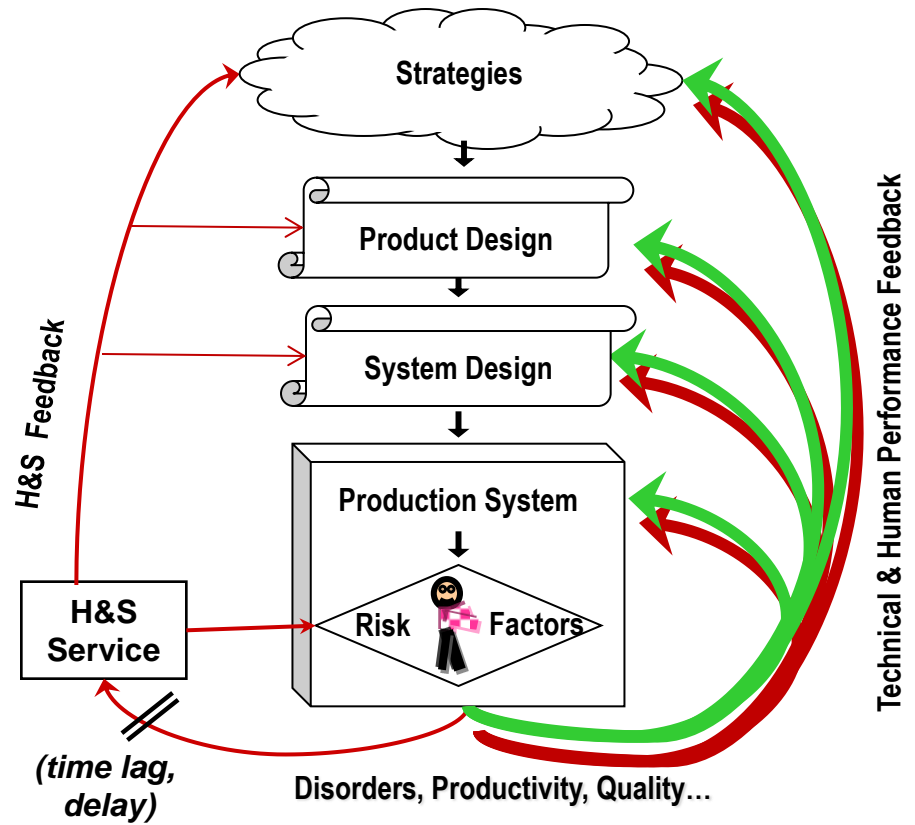 Strategies
Product Design
System Design
Production System
Risk Factors
H&S Feedback
H&S
Service
(time lag,
delay)
Disorders, Productivity, Quality…
Technical & Human Performance Feedback